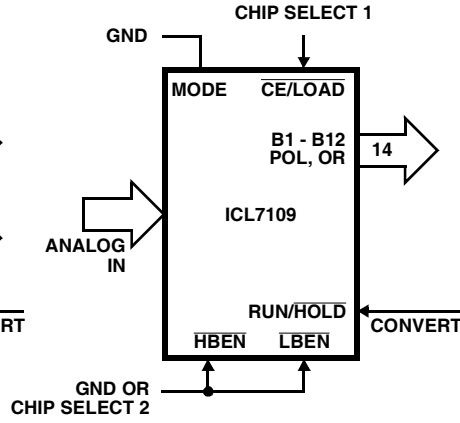 CHIP SELECT 1
GND
MODE
CE/LOAD
B1 - B12
POL, OR
14
ICL7109
ANALOG
IN
RUN/HOLD
RT
CONVERT
HBEN
LBEN
GND OR
CHIP SELECT 2